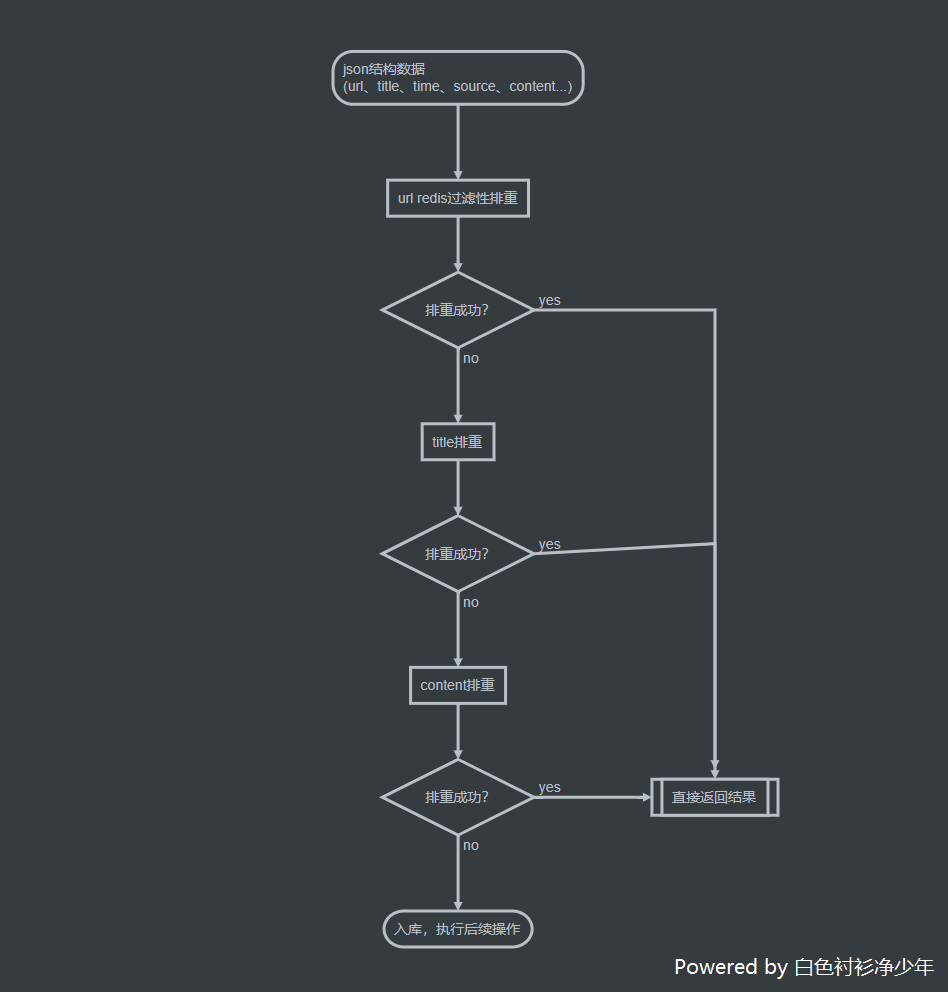 json结构数据
(url、title、time、source、content...)
url redis过滤性排重
排重成功?
yes
no
title排重
排重成功?
yes
no
content排重
排重成功?
yes
直接返回结果
no
入库，执行后续操作
Powered by 白色衬衫净少年